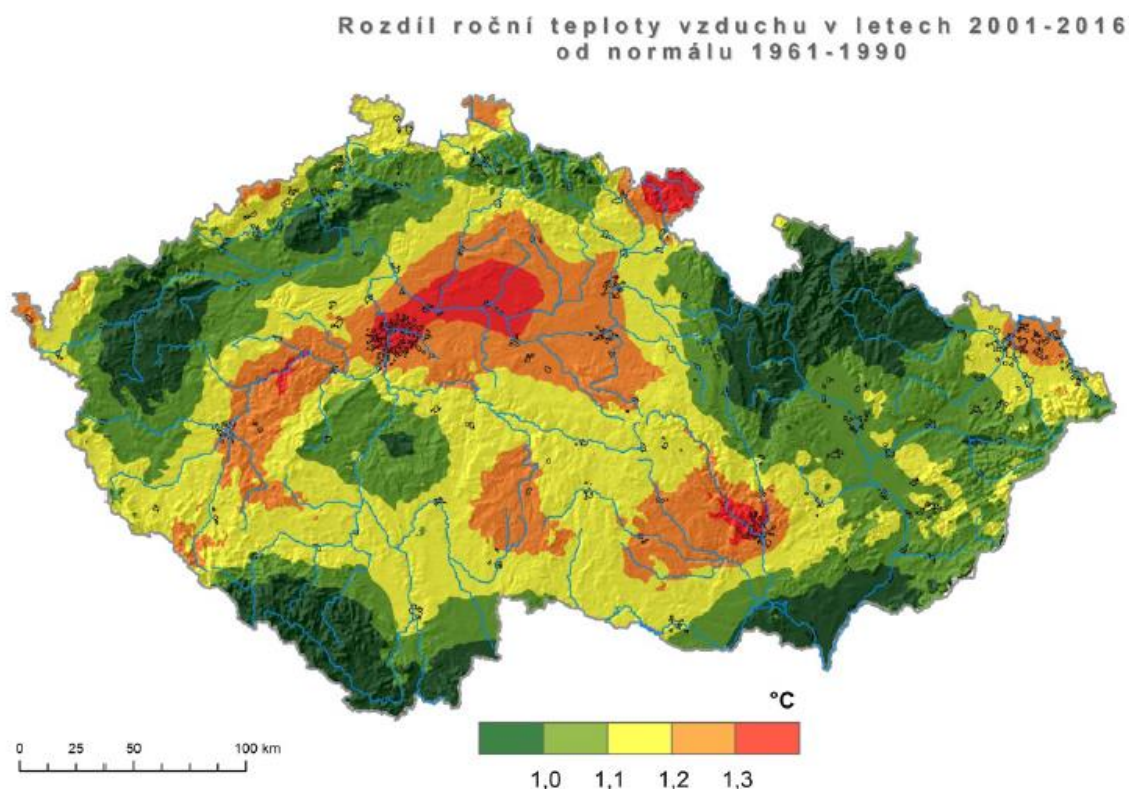 Rozdíl roční teploty vzduchu v letech 2001-2016
od normálu 1961-1990
°C
0 25 50 100 km
1,0 1,1 1,2 1,3